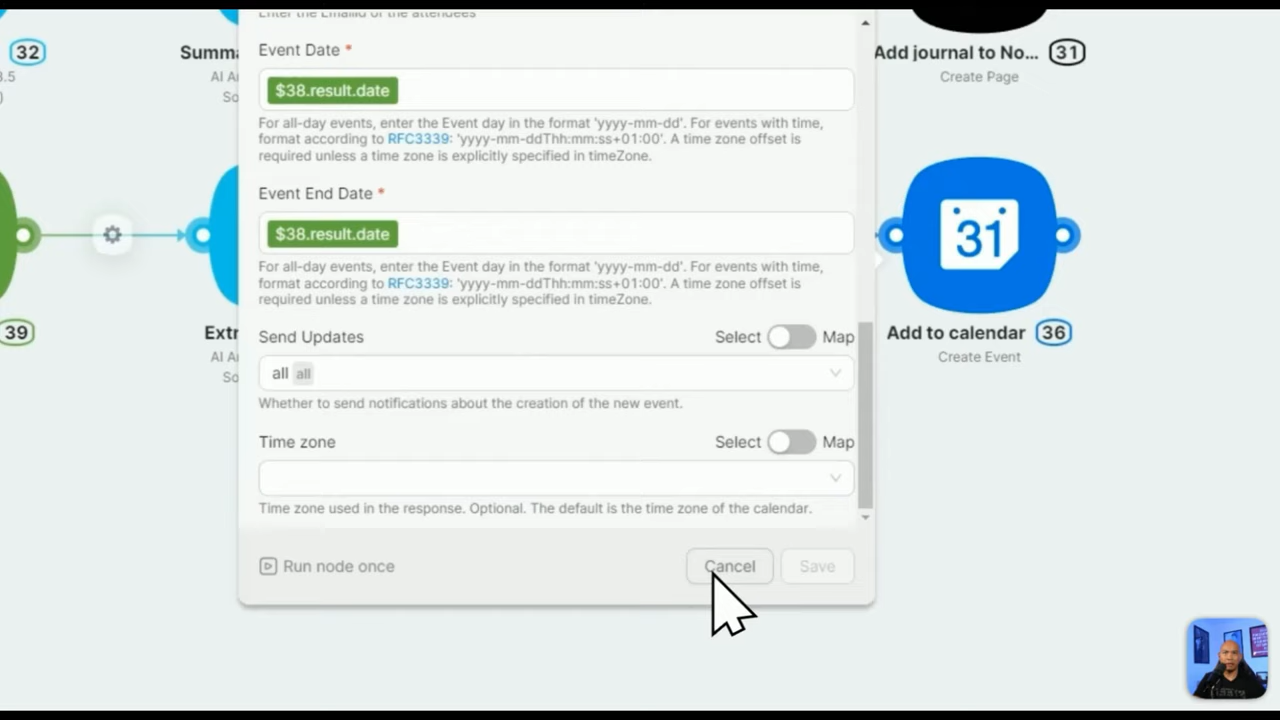 Enter the Emailid of the attendees
32
3.5
)
Summa
AI A
So
Add journal to No... 31
Create Page
Event Date *
$38.result.date
For all-day events, enter the Event day in the format 'yyyy-mm-dd'. For events with time,
format according to RFC3339: 'yyyy-mm-ddThh:mm:ss+01:00'. A time zone offset is
required unless a time zone is explicitly specified in timeZone.
Event End Date *
$38.result.date
For all-day events, enter the Event day in the format 'yyyy-mm-dd'. For events with time,
format according to RFC3339: 'yyyy-mm-ddThh:mm:ss+01:00'. A time zone offset is
required unless a time zone is explicitly specified in timeZone.
31
39
Extr
AI A
So
Add to calendar 36
Create Event
Send Updates Select Map
all all
Whether to send notifications about the creation of the new event.
Time zone Select Map
Time zone used in the response. Optional. The default is the time zone of the calendar.
Run node once Cancel Save